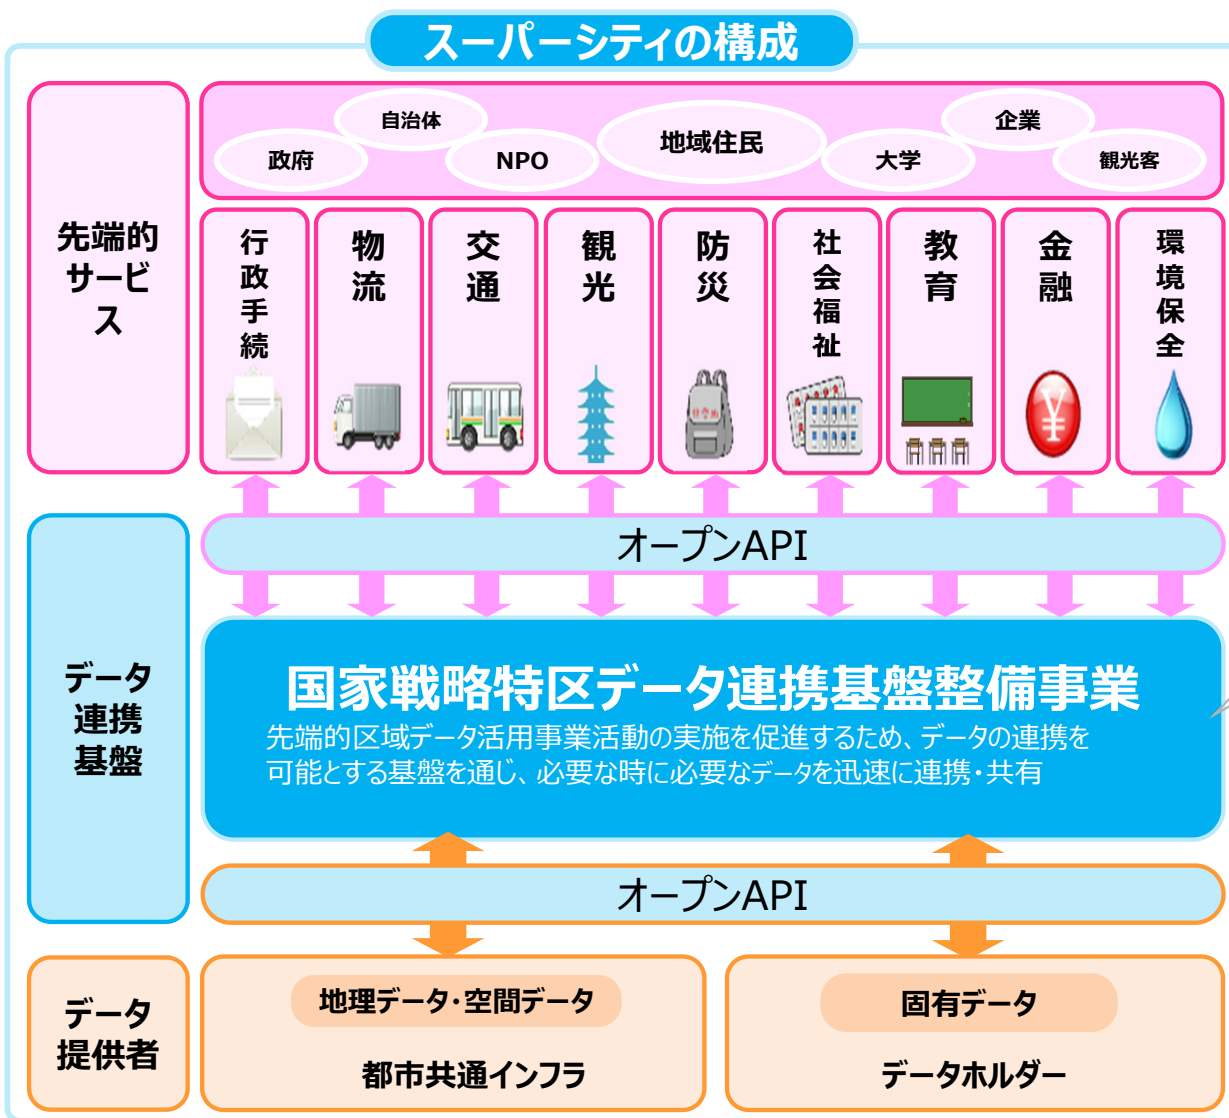 スーパーシティの構成
先端的
サービ
ス
自治体
企業
政府
NPO
地域住民
大学
観光客
行政手続
物流
交通
観光
防災
社会福祉
教育
金融
環境保全
¥
オープンAPI
データ
連携
基盤
国家戦略特区データ連携基盤整備事業
先端的区域データ活用事業活動の実施を促進するため、データの連携を
可能とする基盤を通じ、必要な時に必要なデータを迅速に連携・共有
オープンAPI
データ
提供者
地理データ・空間データ
都市共通インフラ
固有データ
データホルダー